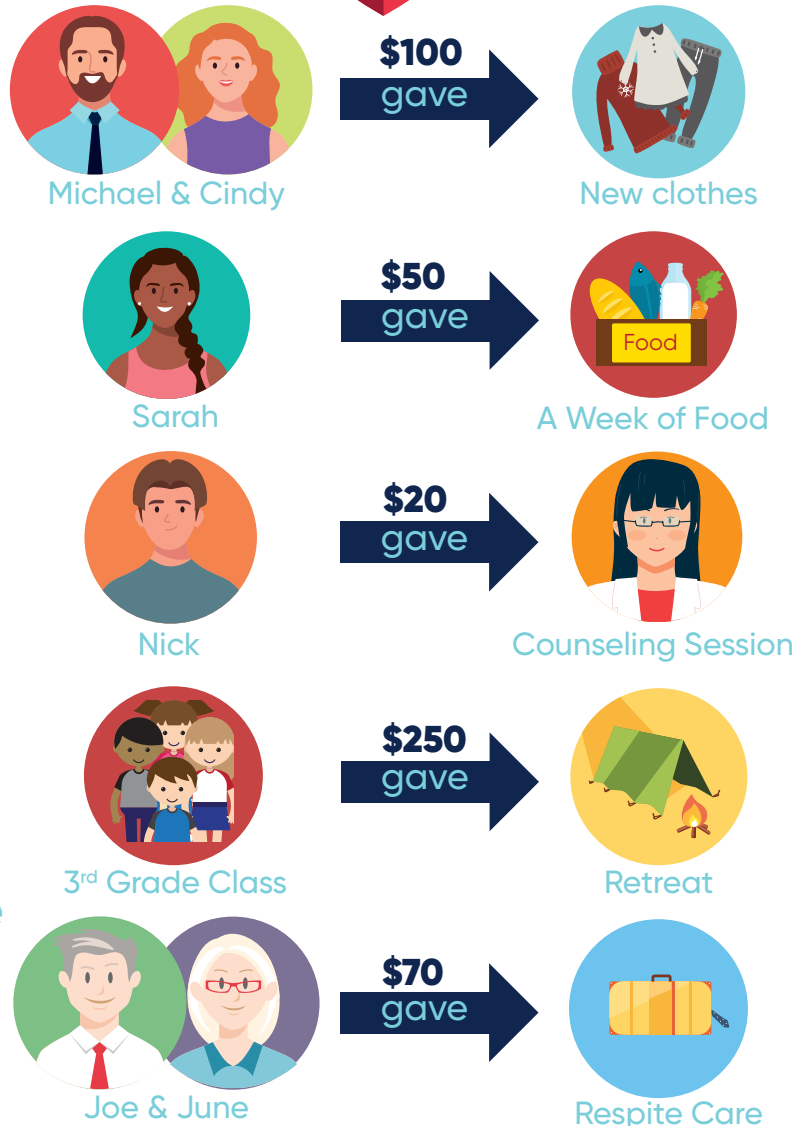 $100
gave
Michael & Cindy
New clothes
$50
gave
Food
Sarah
A Week of Food
$20
gave
Nick
Counseling Session
$250
gave
3rd Grade Class
Retreat
$70
gave
Joe & June
Respite Care